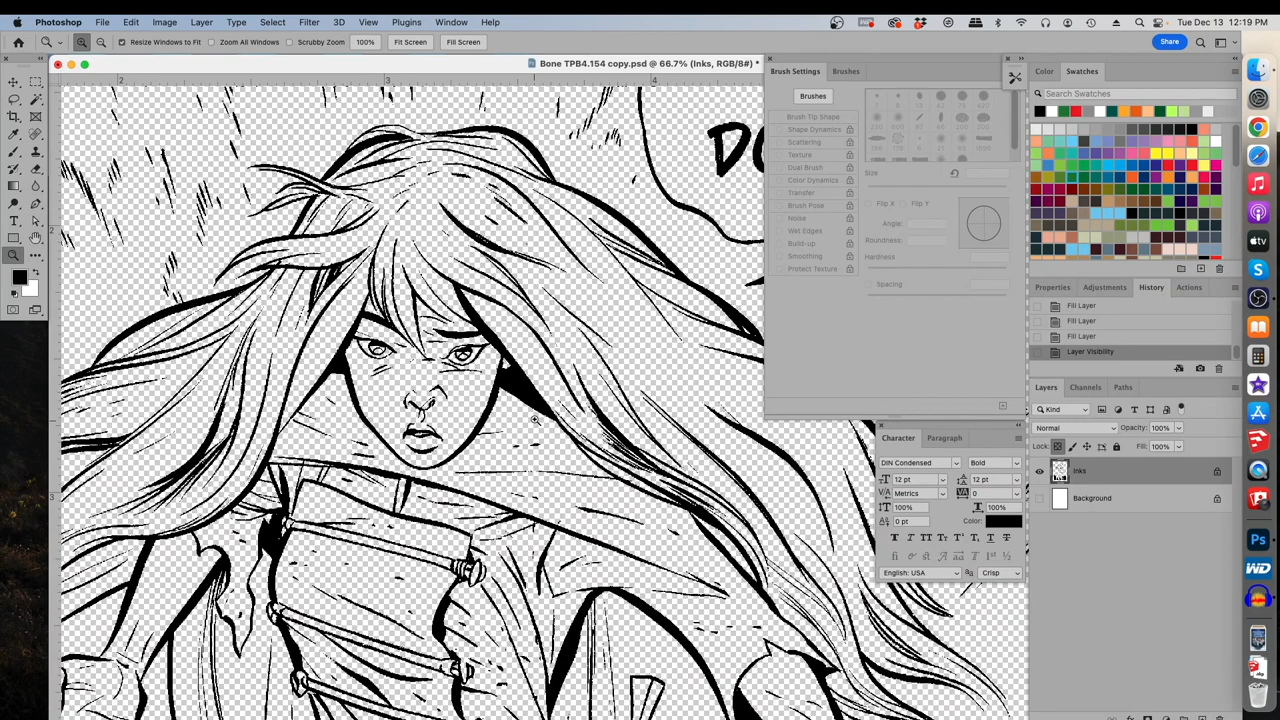 Photoshop File Edit Image Layer Type Select Filter 3D View Plugins Window Help Tue Dec 13 12:19 PM
Resize Windows to Fit Zoom All Windows Scrubby Zoom 100% Fit Screen Fill Screen Share
Bone TPB4.154 copy.psd @ 66.7% (Inks, RGB/8#) *
2 3 4
Brush Settings Brushes
Brushes
Brush Tip Shape
Shape Dynamics
Scattering
Texture
Dual Brush
Color Dynamics
Transfer
Brush Pose
Noise
Wet Edges
Build-up
Smoothing
Protect Texture
Size
Flip X Flip Y
Angle:
Roundness:
Hardness
Spacing
Color Swatches
Search Swatches
Properties Adjustments History Actions
Fill Layer
Fill Layer
Fill Layer
Layer Visibility
Layers Channels Paths
Kind
Normal Opacity: 100%
Lock: Fill: 100%
Inks
Background
Character Paragraph
DIN Condensed Bold
12 pt 12 pt
Metrics 0
100% 100%
0 pt Color:
English: USA Crisp
2
3